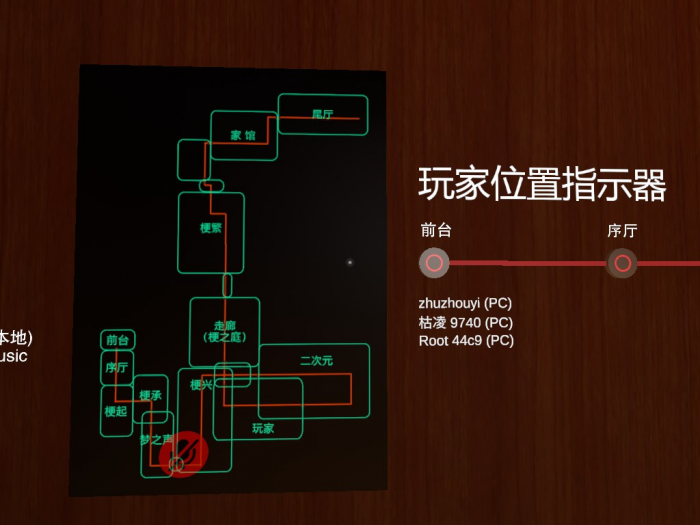 尾厅
家 馆
梗繁
走廊
(梗之庭)
前台
序厅
二次元
梗承
梗兴
梗起
玩家
梦之声
本地)
usic
玩家位置指示器
前台
序厅
zhuzhouyi (PC)
枯凌 9740 (PC)
Root 44c9 (PC)